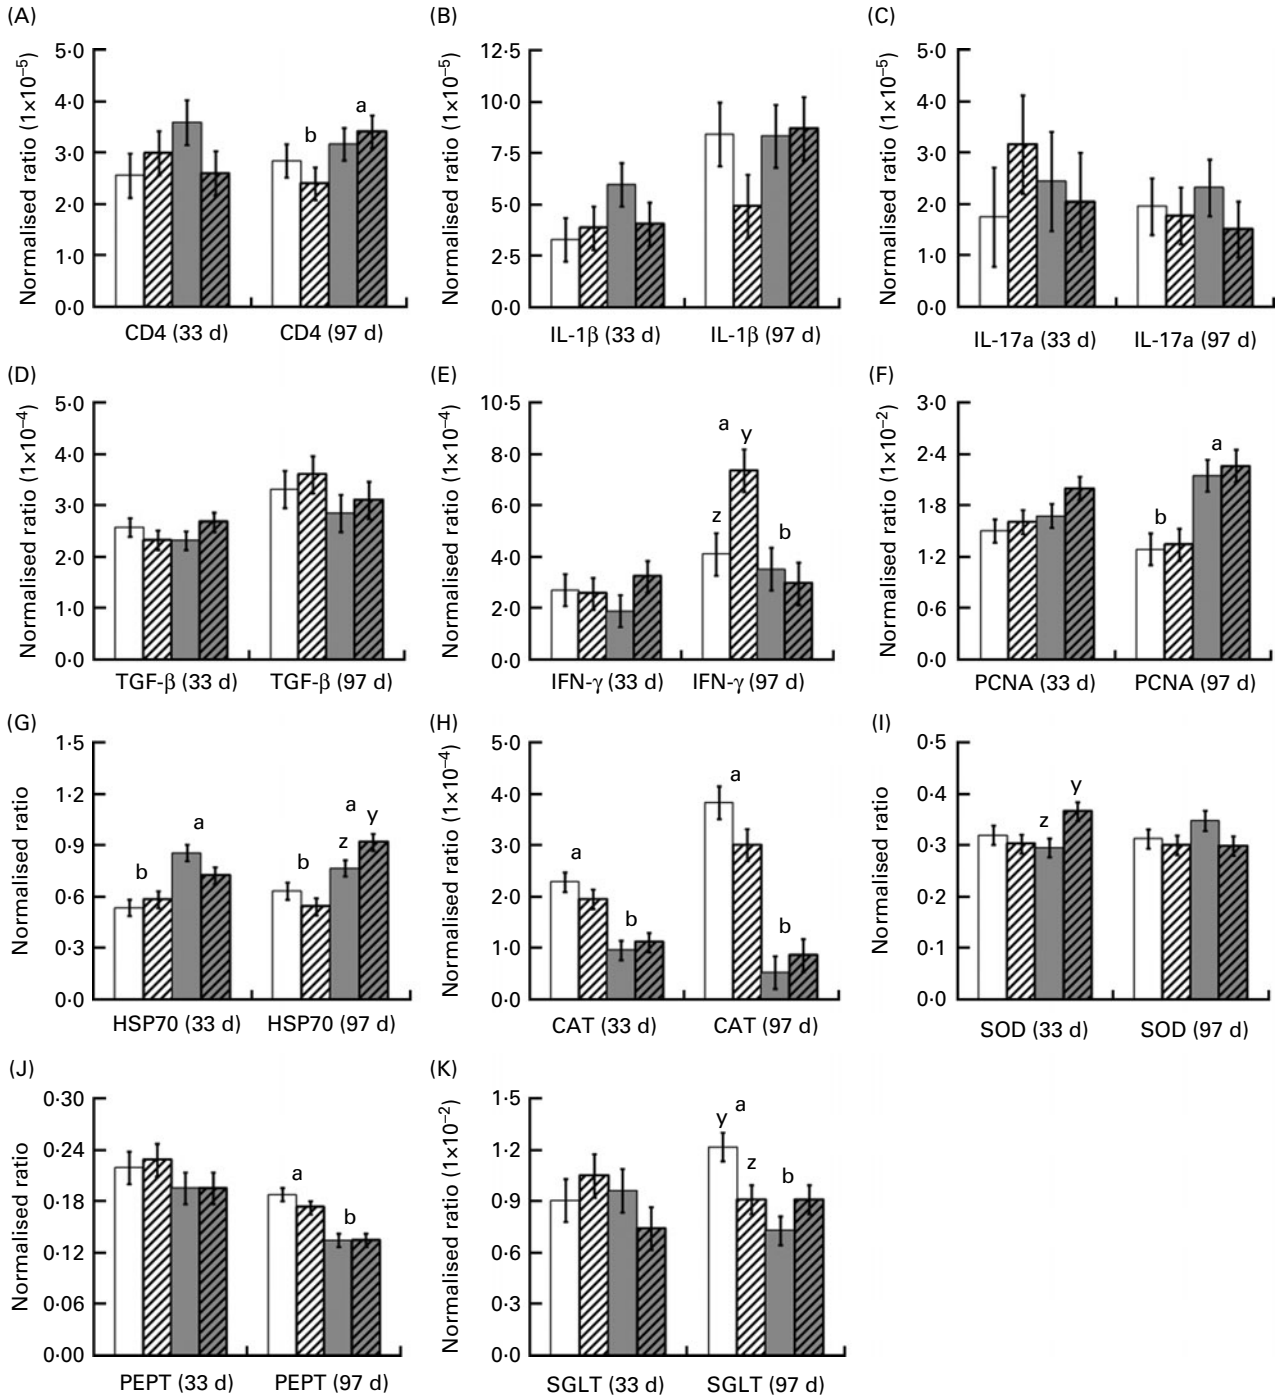 (A)
Normalised ratio (1×10⁻⁵)
5·0
4·0
3·0
2·0
1·0
0·0
b
a
CD4 (33 d)
CD4 (97 d)
(B)
Normalised ratio (1×10⁻⁵)
12·5
10·0
7·5
5·0
2·5
0·0
IL-1β (33 d)
IL-1β (97 d)
(C)
Normalised ratio (1×10⁻⁵)
5·0
4·0
3·0
2·0
1·0
0·0
IL-17a (33 d)
IL-17a (97 d)
(D)
Normalised ratio (1×10⁻⁴)
5·0
4·0
3·0
2·0
1·0
0·0
TGF-β (33 d)
TGF-β (97 d)
(E)
Normalised ratio (1×10⁻⁴)
10·5
8·0
6·0
4·0
2·0
0·0
a
y
z
b
IFN-γ (33 d)
IFN-γ (97 d)
(F)
Normalised ratio (1×10⁻²)
3·0
2·4
1·8
1·2
0·6
0·0
a
b
PCNA (33 d)
PCNA (97 d)
(G)
Normalised ratio
1·5
1·2
0·9
0·6
0·3
0·0
b
a
b
z
a
y
HSP70 (33 d)
HSP70 (97 d)
(H)
Normalised ratio (1×10⁻⁴)
5·0
4·0
3·0
2·0
1·0
0·0
a
b
a
b
CAT (33 d)
CAT (97 d)
(I)
Normalised ratio
0·5
0·4
0·3
0·2
0·1
0·0
z
y
SOD (33 d)
SOD (97 d)
(J)
Normalised ratio
0·30
0·24
0·18
0·12
0·06
0·00
a
b
PEPT (33 d)
PEPT (97 d)
(K)
Normalised ratio (1×10⁻²)
1·5
1·2
0·9
0·6
0·3
0·0
y
a
z
b
SGLT (33 d)
SGLT (97 d)